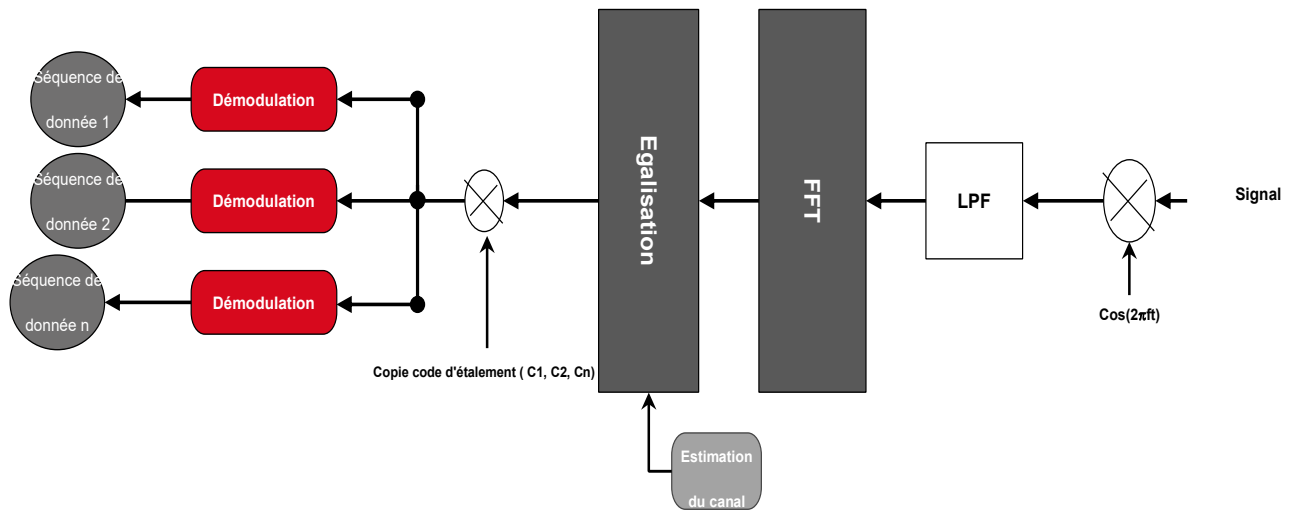 Séquence de
donnée 1
Démodulation
Séquence de
donnée 2
Démodulation
Séquence de
donnée n
Démodulation
Copie code d'étalement ( C1, C2, Cn)
Egalisation
Estimation
du canal
FFT
LPF
Cos(2πft)
Signal